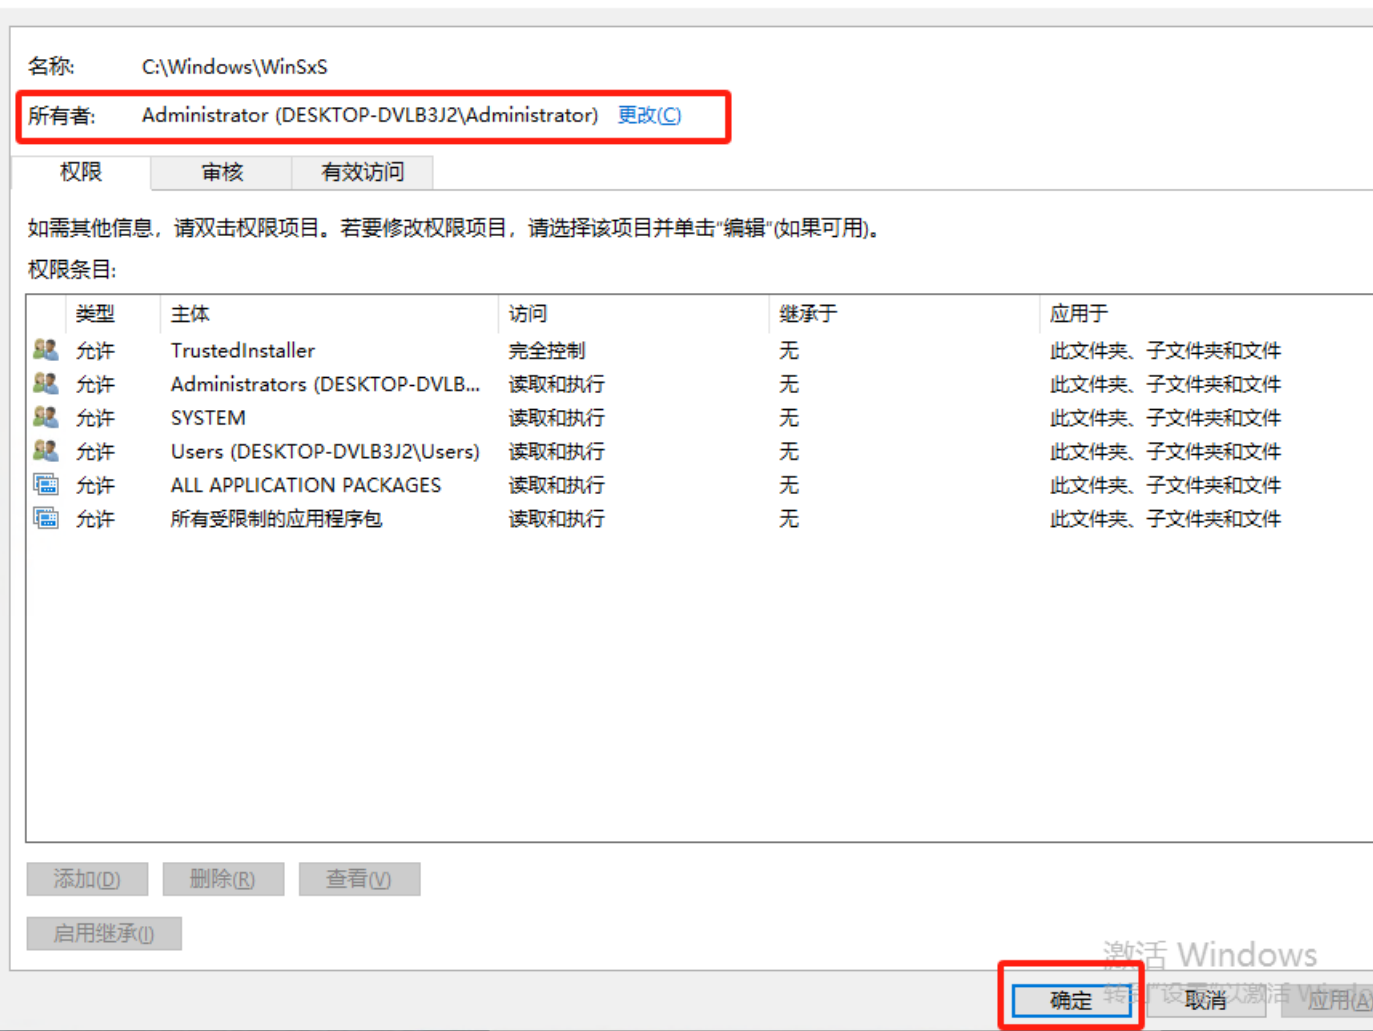 名称: C:\Windows\WinSxS
所有者: Administrator (DESKTOP-DVLB3J2\Administrator) 更改(C)
权限 审核 有效访问
如需其他信息，请双击权限项目。若要修改权限项目，请选择该项目并单击"编辑"(如果可用)。
权限条目:
类型 主体 访问 继承于 应用于
允许 TrustedInstaller 完全控制 无 此文件夹、子文件夹和文件
允许 Administrators (DESKTOP-DVLB... 读取和执行 无 此文件夹、子文件夹和文件
允许 SYSTEM 读取和执行 无 此文件夹、子文件夹和文件
允许 Users (DESKTOP-DVLB3J2\Users) 读取和执行 无 此文件夹、子文件夹和文件
允许 ALL APPLICATION PACKAGES 读取和执行 无 此文件夹、子文件夹和文件
允许 所有受限制的应用程序包 读取和执行 无 此文件夹、子文件夹和文件
添加(D) 删除(R) 查看(V)
启用继承(I)
激活 Windows
转到"设置"以激活 Windo
确定 取消 应用(A